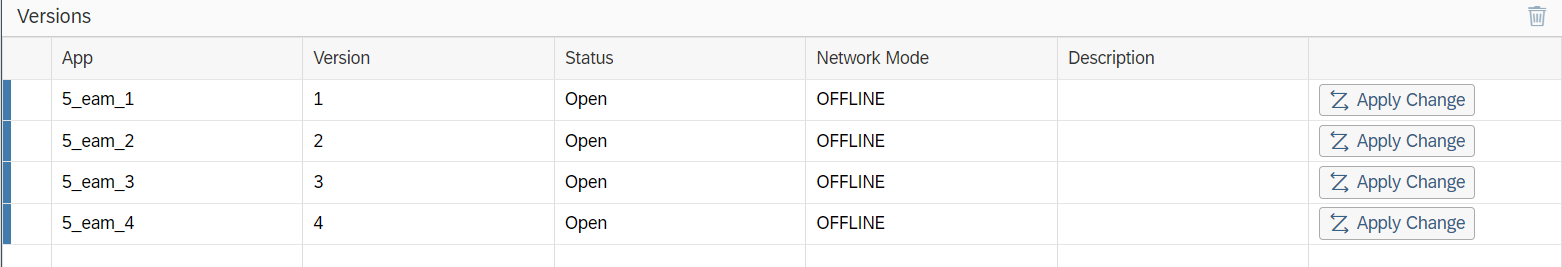 Versions
App Version Status Network Mode Description
5_eam_1 1 Open OFFLINE Apply Change
5_eam_2 2 Open OFFLINE Apply Change
5_eam_3 3 Open OFFLINE Apply Change
5_eam_4 4 Open OFFLINE Apply Change